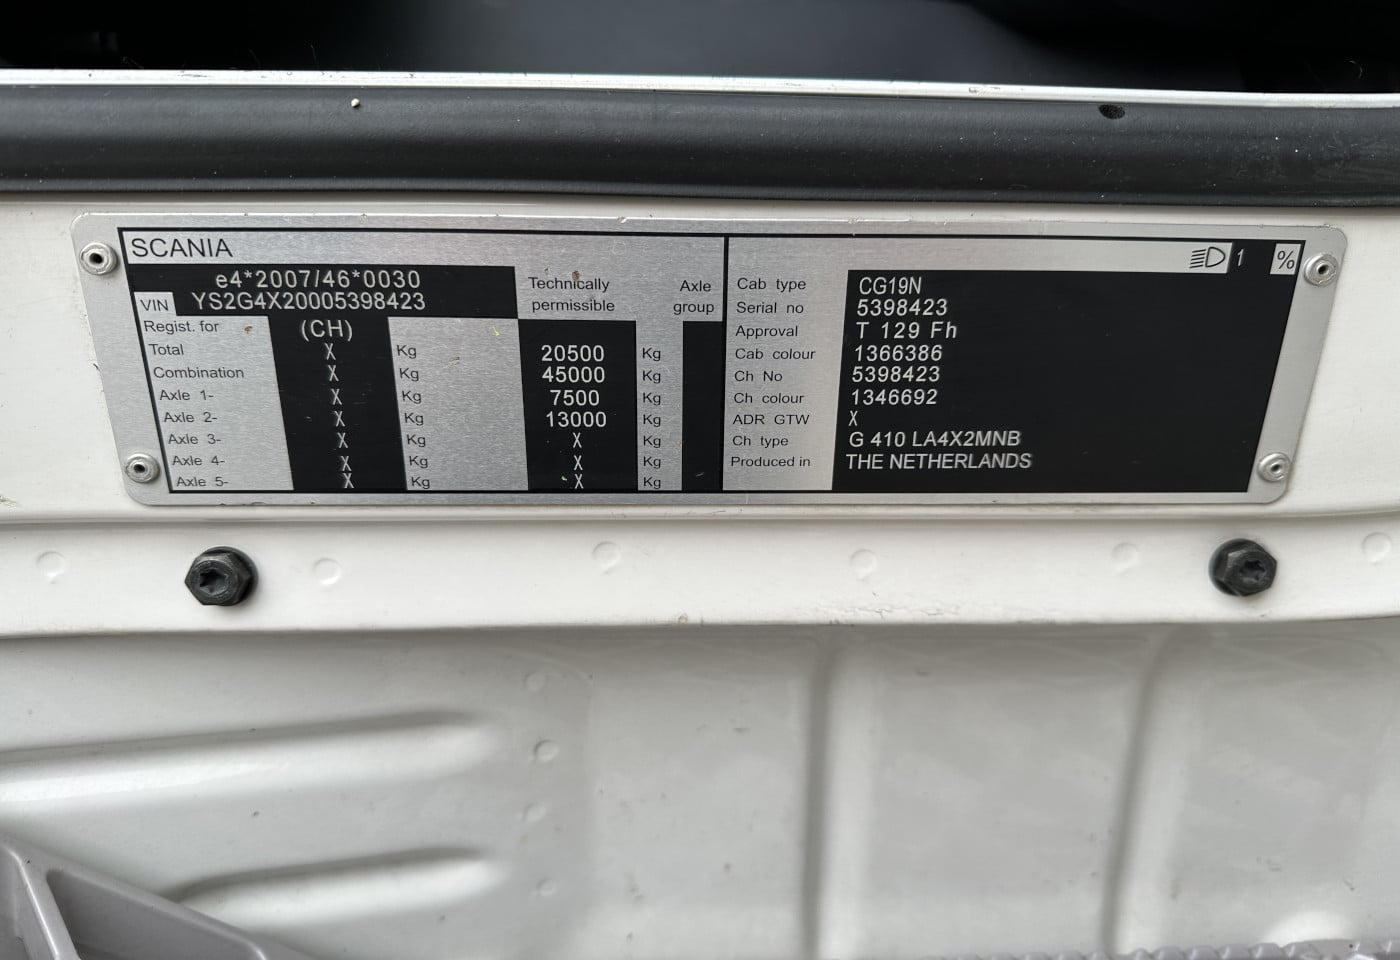 SCANIA
e4*2007/46*0030
VIN YS2G4X20005398423
Technically permissible
Axle group
Regist. for (CH)
Total X Kg 20500 Kg
Combination X Kg 45000 Kg
Axle 1- X Kg 7500 Kg
Axle 2- X Kg 13000 Kg
Axle 3- X Kg X Kg
Axle 4- X Kg X Kg
Axle 5- X Kg X Kg
1 %
Cab type CG19N
Serial no 5398423
Approval T 129 Fh
Cab colour 1366386
Ch No 5398423
Ch colour 1346692
ADR GTW X
Ch type G 410 LA4X2MNB
Produced in THE NETHERLANDS